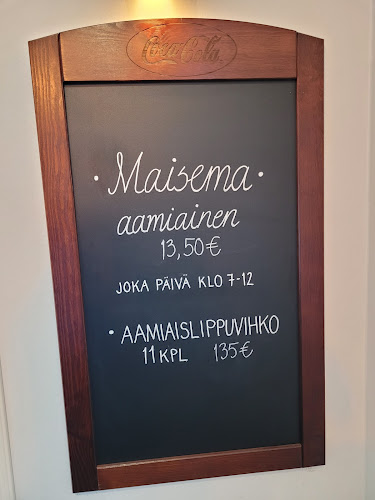 Coca-Cola
• Maisema •
aamiainen
13,50€
JOKA PÄIVÄ KLO 7-12
• AAMIAISLIPPUVIHKO
11 KPL 135€